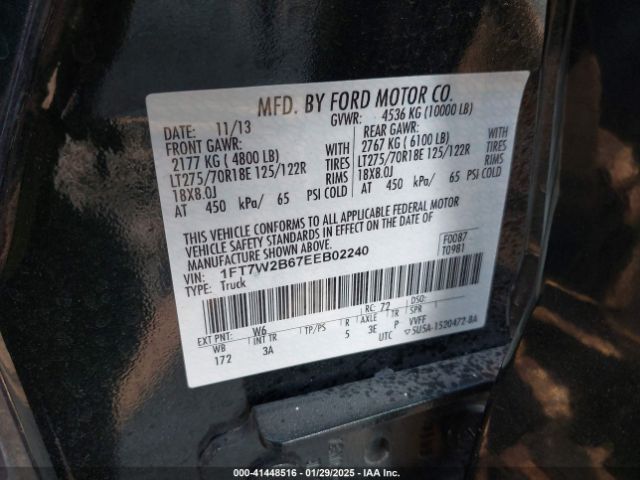 MFD. BY FORD MOTOR CO.
DATE: 11/13 GVWR: 4536 KG (10000 LB)
FRONT GAWR: REAR GAWR:
2177 KG ( 4800 LB) WITH 2767 KG ( 6100 LB) WITH
LT275/70R18E 125/122R TIRES LT275/70R18E 125/122R TIRES
18X8.0J RIMS 18X8.0J RIMS
AT 450 kPa/ 65 PSI COLD AT 450 kPa/ 65 PSI COLD
THIS VEHICLE CONFORMS TO ALL APPLICABLE FEDERAL MOTOR
VEHICLE SAFETY STANDARDS IN EFFECT ON THE DATE OF
MANUFACTURE SHOWN ABOVE.
VIN: 1FT7W2B67EEB02240 F0087
TYPE: Truck T0981
EXT PNT: W6 RC: 72 DSO:
WB INT TR TP/PS R AXLE TR SPR
172 3A 5 3E P VVFF
UTC 5U5A-1520472-BA
000-41448516 • 01/29/2025 • IAA Inc.